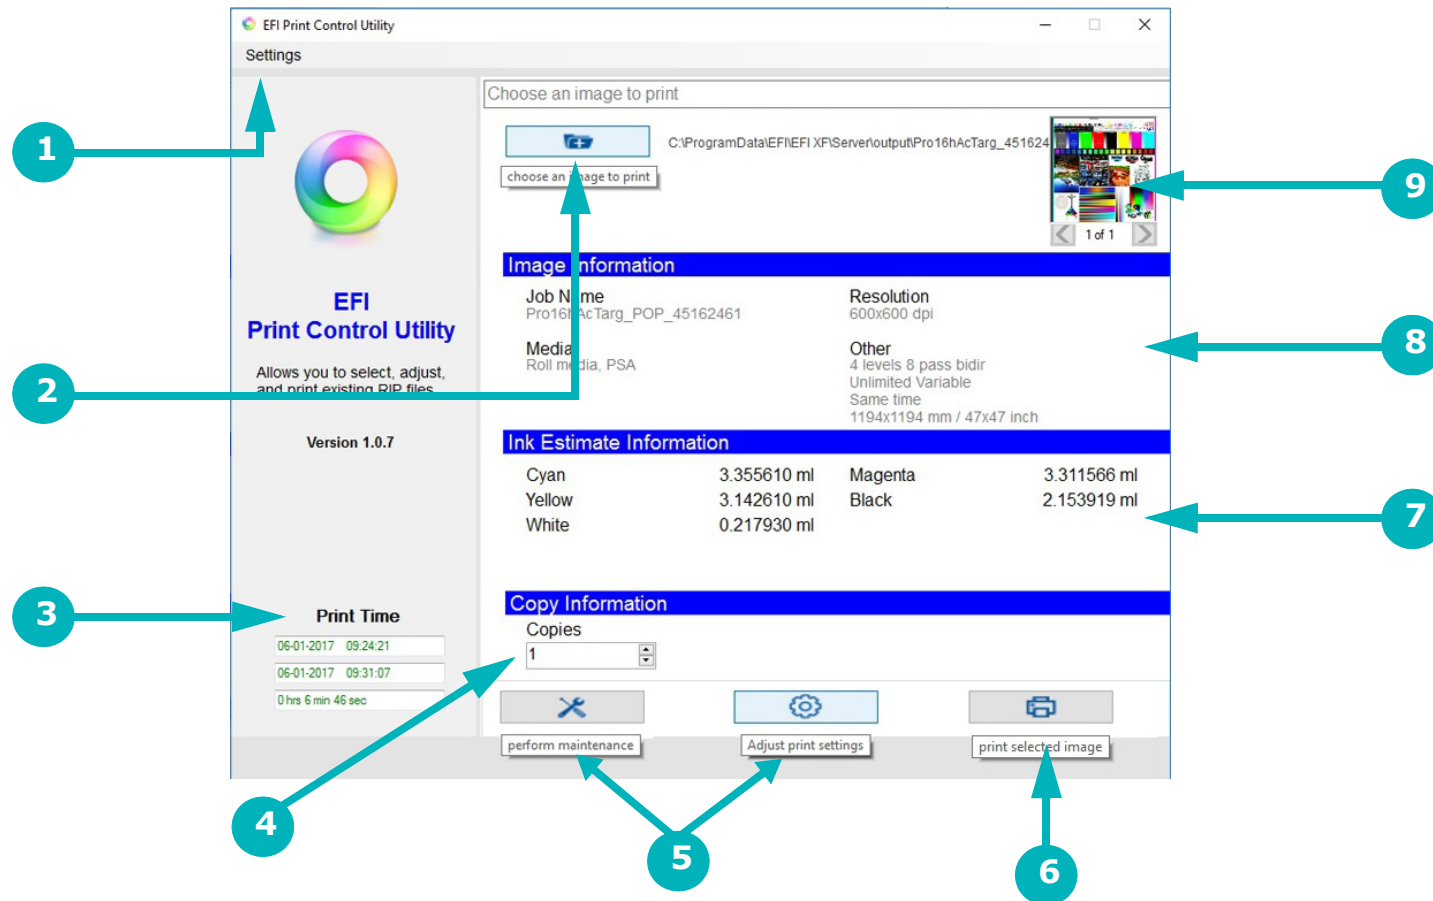 EFI Print Control Utility
Settings
Choose an image to print
C:\ProgramData\EFI\EFI XF\Server\output\Pro16hAcTarg_451624
choose an image to print
1 of 1
1
9
EFI
Print Control Utility
Allows you to select, adjust,
and print existing RIP files
Version 1.0.7
2
Image Information
Job Name
Pro16hAcTarg_POP_45162461
Resolution
600x600 dpi
Media
Roll media, PSA
Other
4 levels 8 pass bidir
Unlimited Variable
Same time
1194x1194 mm / 47x47 inch
8
Ink Estimate Information
Cyan 3.355610 ml Magenta 3.311566 ml
Yellow 3.142610 ml Black 2.153919 ml
White 0.217930 ml
7
3
Print Time
06-01-2017 09:24:21
06-01-2017 09:31:07
0 hrs 6 min 46 sec
Copy Information
Copies
1
perform maintenance
Adjust print settings
print selected image
4
5
6